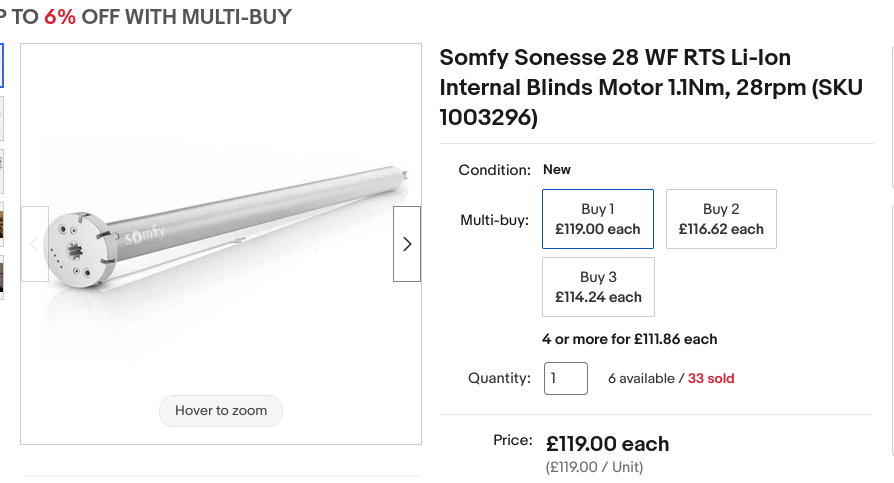 TO 6% OFF WITH MULTI-BUY
somfy
Hover to zoom
Somfy Sonesse 28 WF RTS Li-Ion
Internal Blinds Motor 1.1Nm, 28rpm (SKU
1003296)
Condition: New
Multi-buy:
Buy 1
£119.00 each
Buy 2
£116.62 each
Buy 3
£114.24 each
4 or more for £111.86 each
Quantity: 1 6 available / 33 sold
Price: £119.00 each
(£119.00 / Unit)